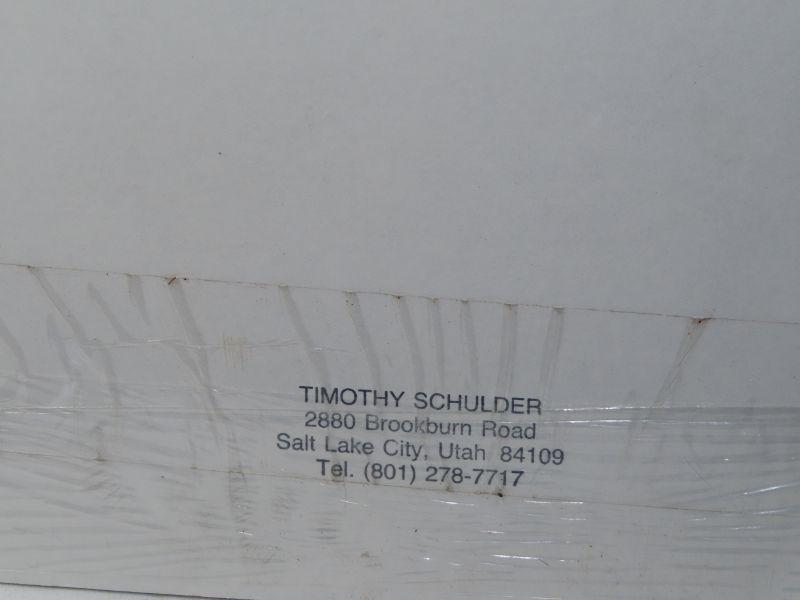 TIMOTHY SCHULDER
2880 Brookburn Road
Salt Lake City, Utah 84109
Tel. (801) 278-7717